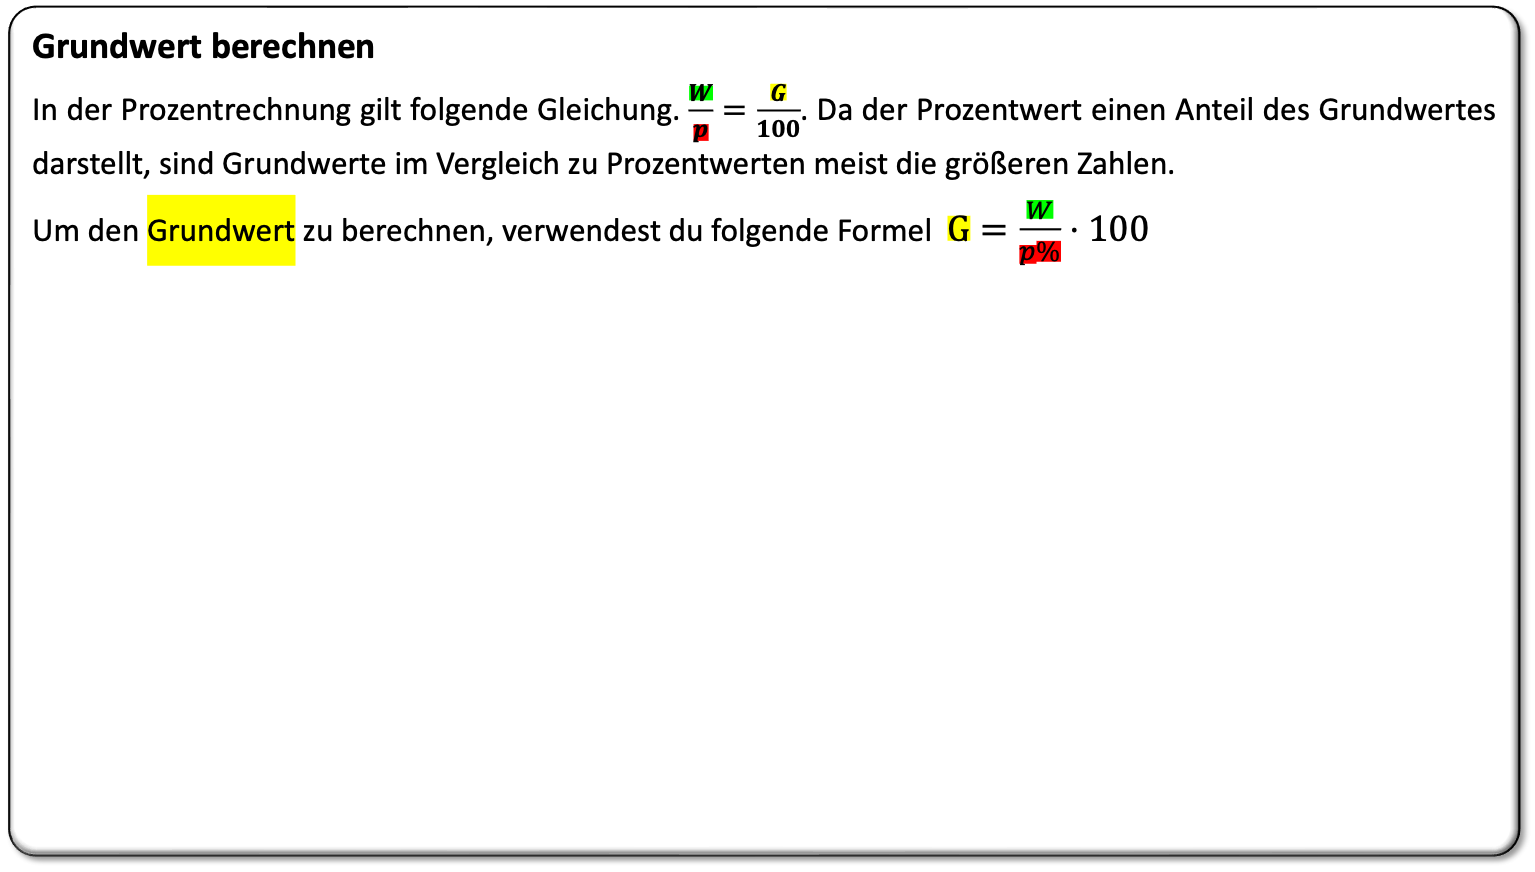 Grundwert berechnen
In der Prozentrechnung gilt folgende Gleichung. W/p = G/100. Da der Prozentwert einen Anteil des Grundwertes
darstellt, sind Grundwerte im Vergleich zu Prozentwerten meist die größeren Zahlen.
Um den Grundwert zu berechnen, verwendest du folgende Formel G = W/p% · 100